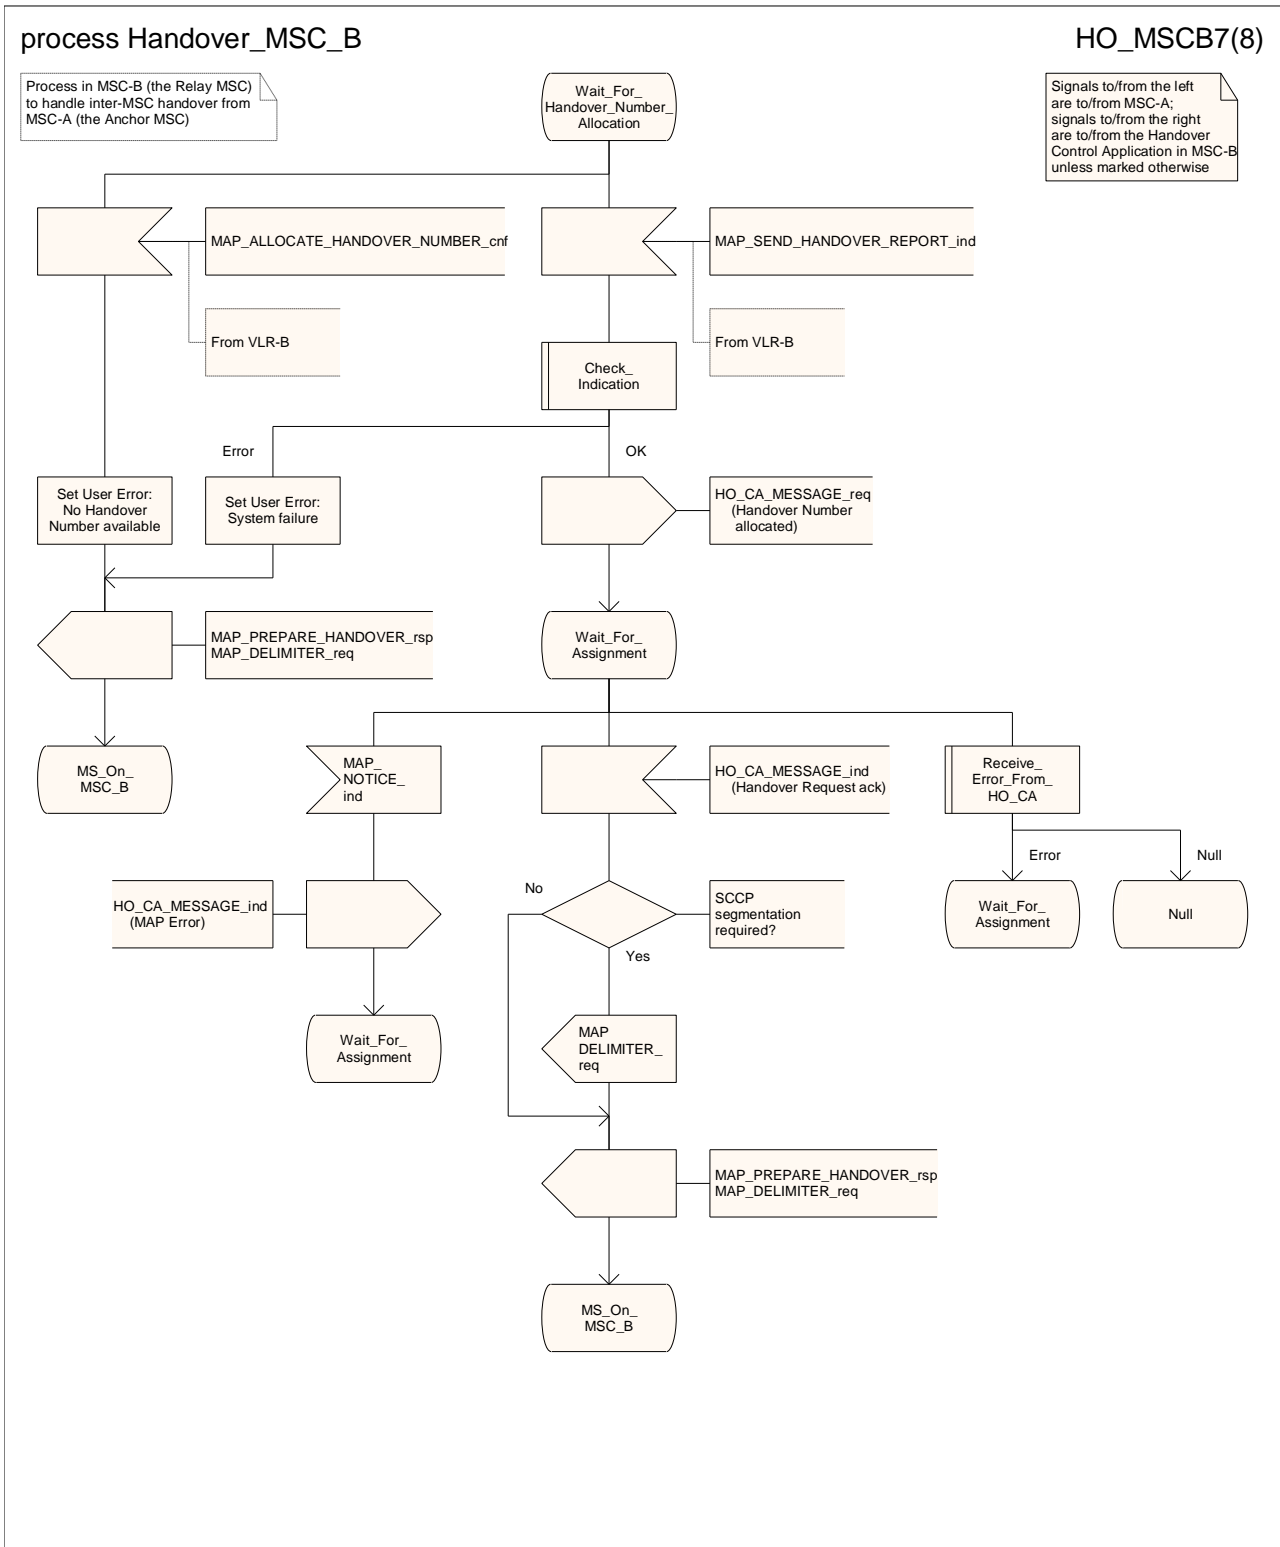 process Handover_MSC_B
HO_MSCB7(8)
Process in MSC-B (the Relay MSC)
to handle inter-MSC handover from
MSC-A (the Anchor MSC)
Wait_For_
Handover_Number_
Allocation
Signals to/from the left
are to/from MSC-A;
signals to/from the right
are to/from the Handover
Control Application in MSC-B
unless marked otherwise
MAP_ALLOCATE_HANDOVER_NUMBER_cnf
MAP_SEND_HANDOVER_REPORT_ind
From VLR-B
From VLR-B
Check_
Indication
Error
OK
Set User Error:
No Handover
Number available
Set User Error:
System failure
HO_CA_MESSAGE_req
(Handover Number
allocated)
MAP_PREPARE_HANDOVER_rsp
MAP_DELIMITER_req
Wait_For_
Assignment
MS_On_
MSC_B
MAP_
NOTICE_
ind
HO_CA_MESSAGE_ind
(Handover Request ack)
Receive_
Error_From_
HO_CA
Error
Null
HO_CA_MESSAGE_ind
(MAP Error)
No
SCCP
segmentation
required?
Yes
Wait_For_
Assignment
Null
Wait_For_
Assignment
MAP
DELIMITER_
req
MAP_PREPARE_HANDOVER_rsp
MAP_DELIMITER_req
MS_On_
MSC_B